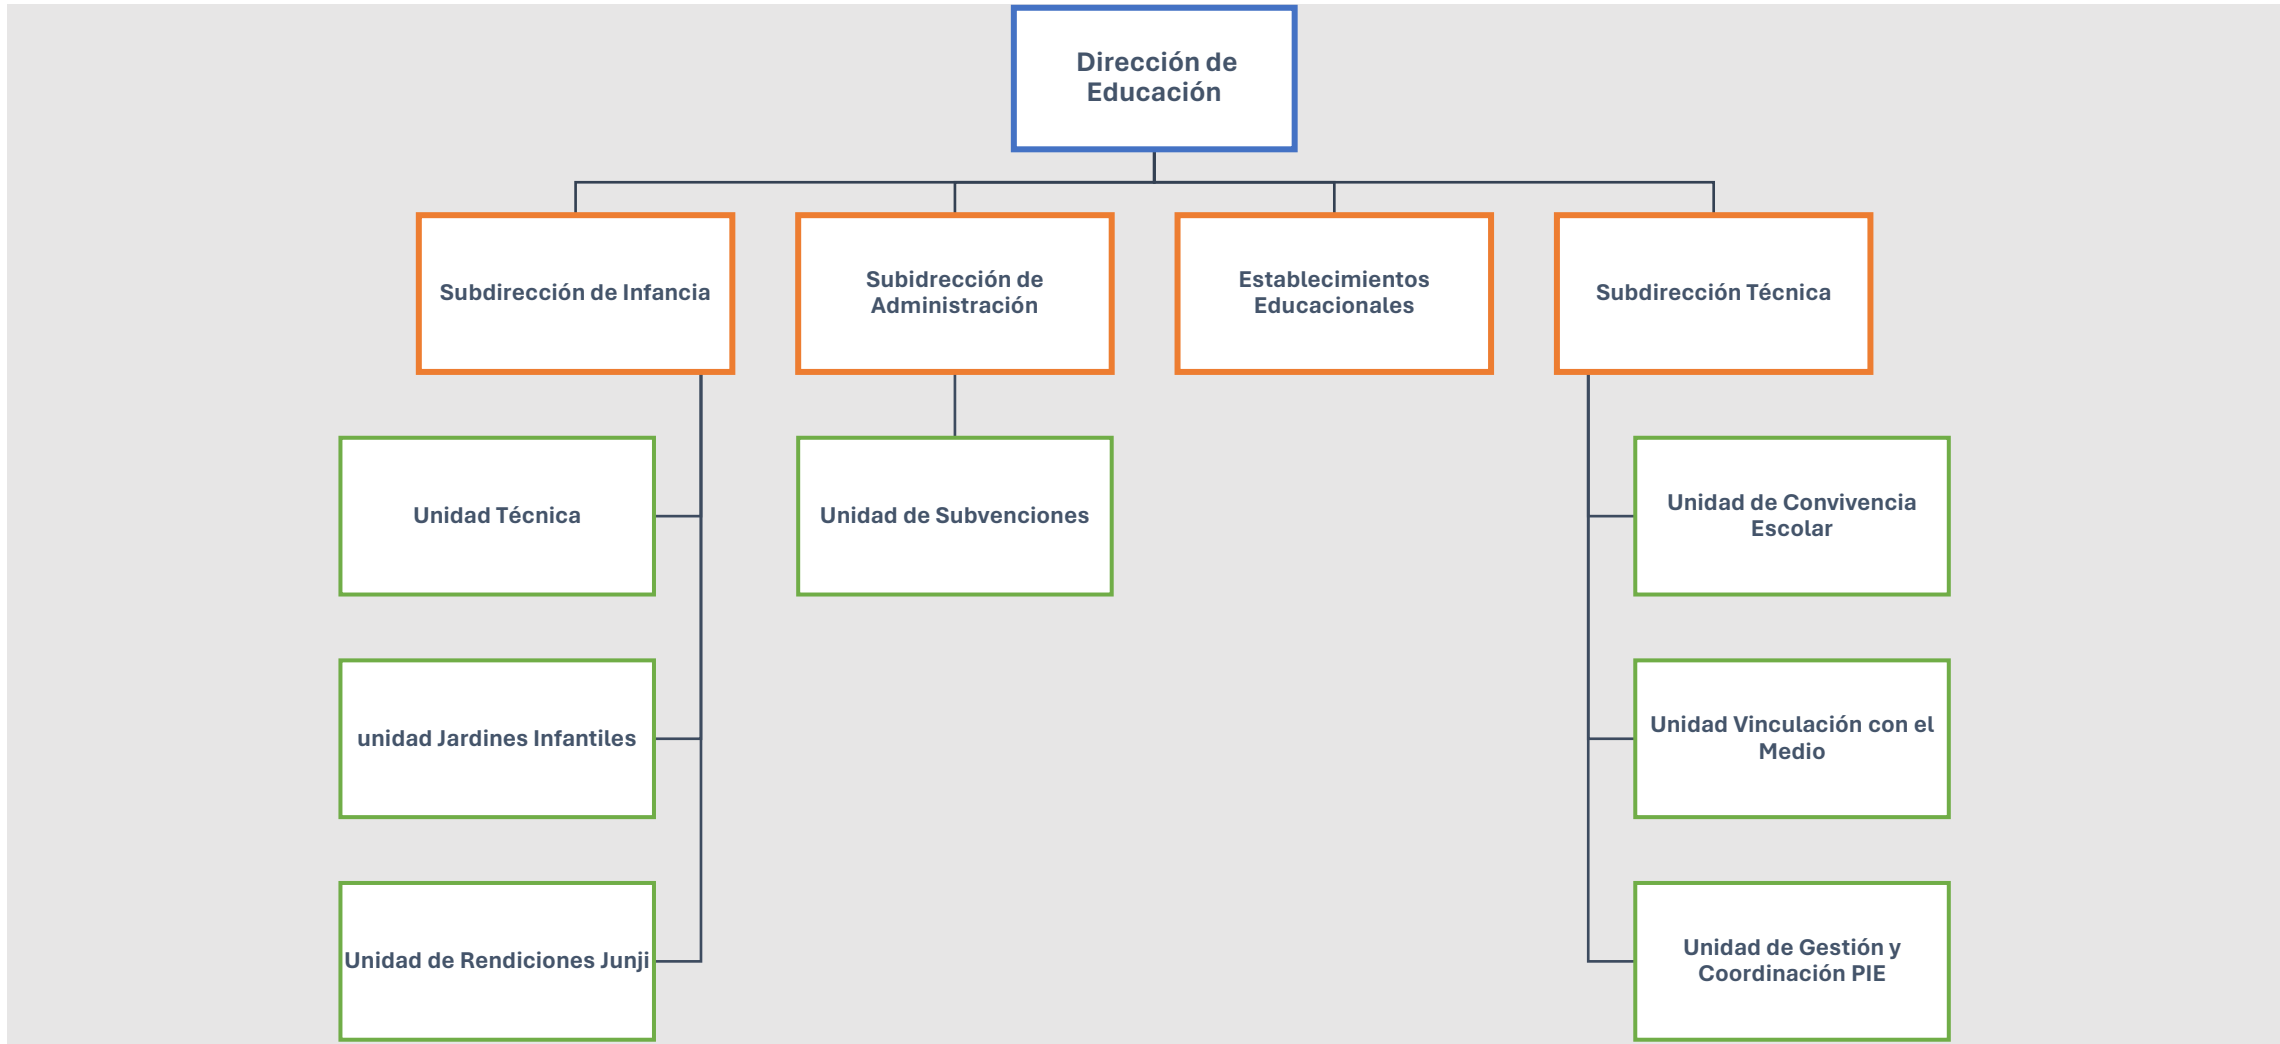 Dirección de
Educación
Subdirección de Infancia
Subidrección de
Administración
Establecimientos
Educacionales
Subdirección Técnica
Unidad Técnica
Unidad de Subvenciones
Unidad de Convivencia
Escolar
unidad Jardines Infantiles
Unidad Vinculación con el
Medio
Unidad de Rendiciones Junji
Unidad de Gestión y
Coordinación PIE